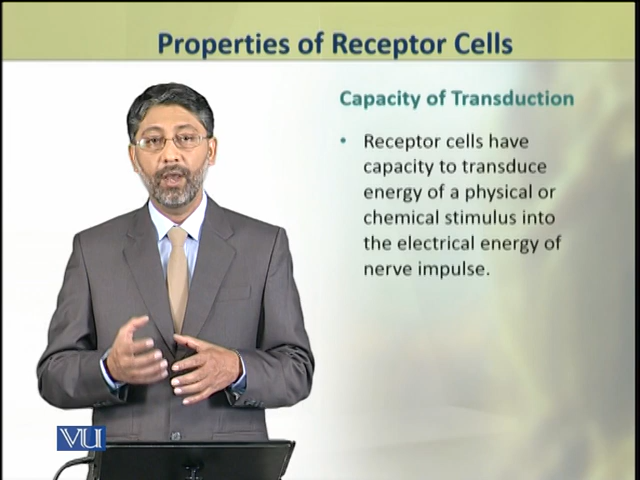 Properties of Receptor Cells
Capacity of Transduction
• Receptor cells have
capacity to transduce
energy of a physical or
chemical stimulus into
the electrical energy of
nerve impulse.
VU